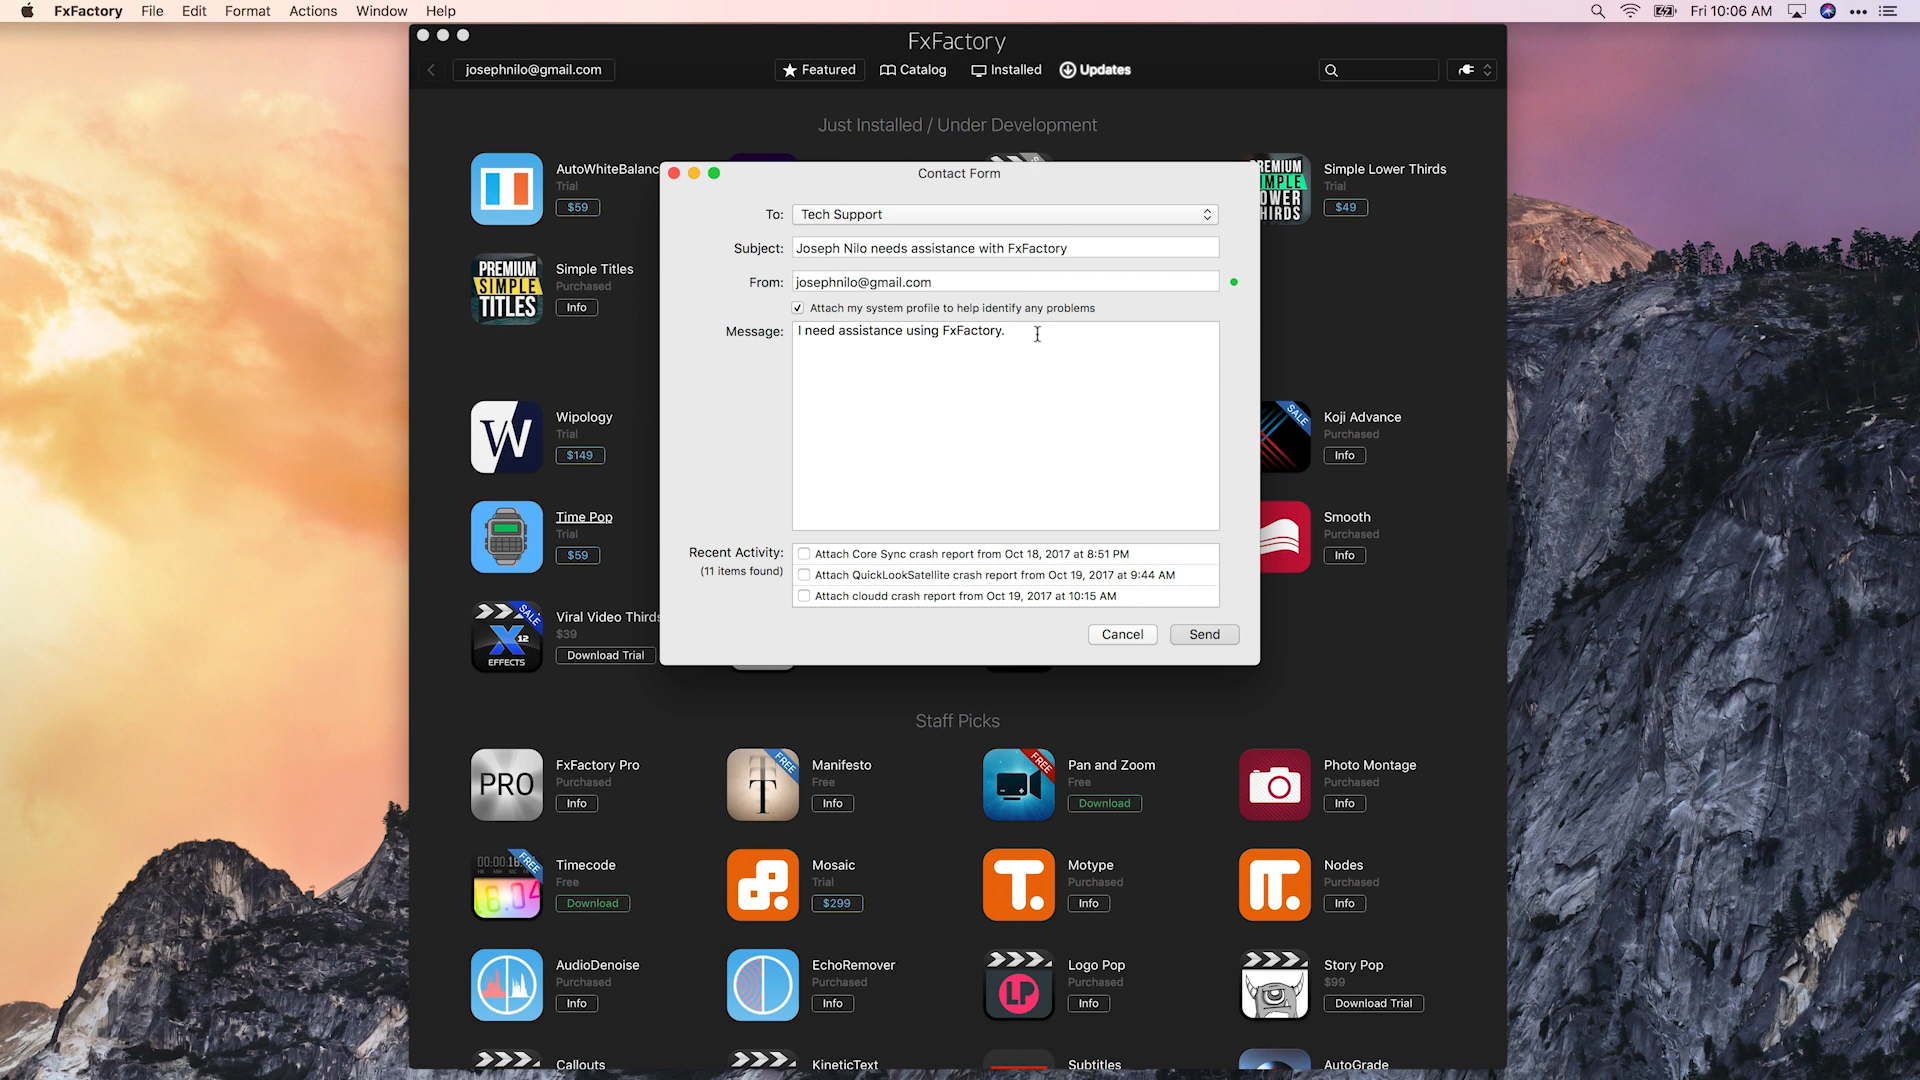 FxFactory File Edit Format Actions Window Help
Fri 10:06 AM
FxFactory
josephnilo@gmail.com
Featured
Catalog
Installed
Updates
Just Installed / Under Development
AutoWhiteBalanc
Trial
$59
Simple Lower Thirds
Trial
$49
Simple Titles
Purchased
Info
PREMIUM
SIMPLE
TITLES
Contact Form
To: Tech Support
Subject: Joseph Nilo needs assistance with FxFactory
From: josephnilo@gmail.com
Attach my system profile to help identify any problems
Message: I need assistance using FxFactory.
Recent Activity:
(11 items found)
Attach Core Sync crash report from Oct 18, 2017 at 8:51 PM
Attach QuickLookSatellite crash report from Oct 19, 2017 at 9:44 AM
Attach cloudd crash report from Oct 19, 2017 at 10:15 AM
Cancel
Send
W
Wipology
Trial
$149
SALE
Koji Advance
Purchased
Info
Time Pop
Trial
$59
Smooth
Purchased
Info
SALE
X 12
EFFECTS
Viral Video Thirds
$39
Download Trial
Staff Picks
PRO
FxFactory Pro
Purchased
Info
FREE
T
Manifesto
Free
Info
FREE
Pan and Zoom
Free
Download
Photo Montage
Purchased
Info
FREE
Timecode
Free
Download
Mosaic
Trial
$299
T.
Motype
Purchased
Info
Nodes
Purchased
Info
AudioDenoise
Purchased
Info
EchoRemover
Purchased
Info
LP
Logo Pop
Purchased
Info
Story Pop
$99
Download Trial
Callouts
KineticText
Subtitles
AutoGrade